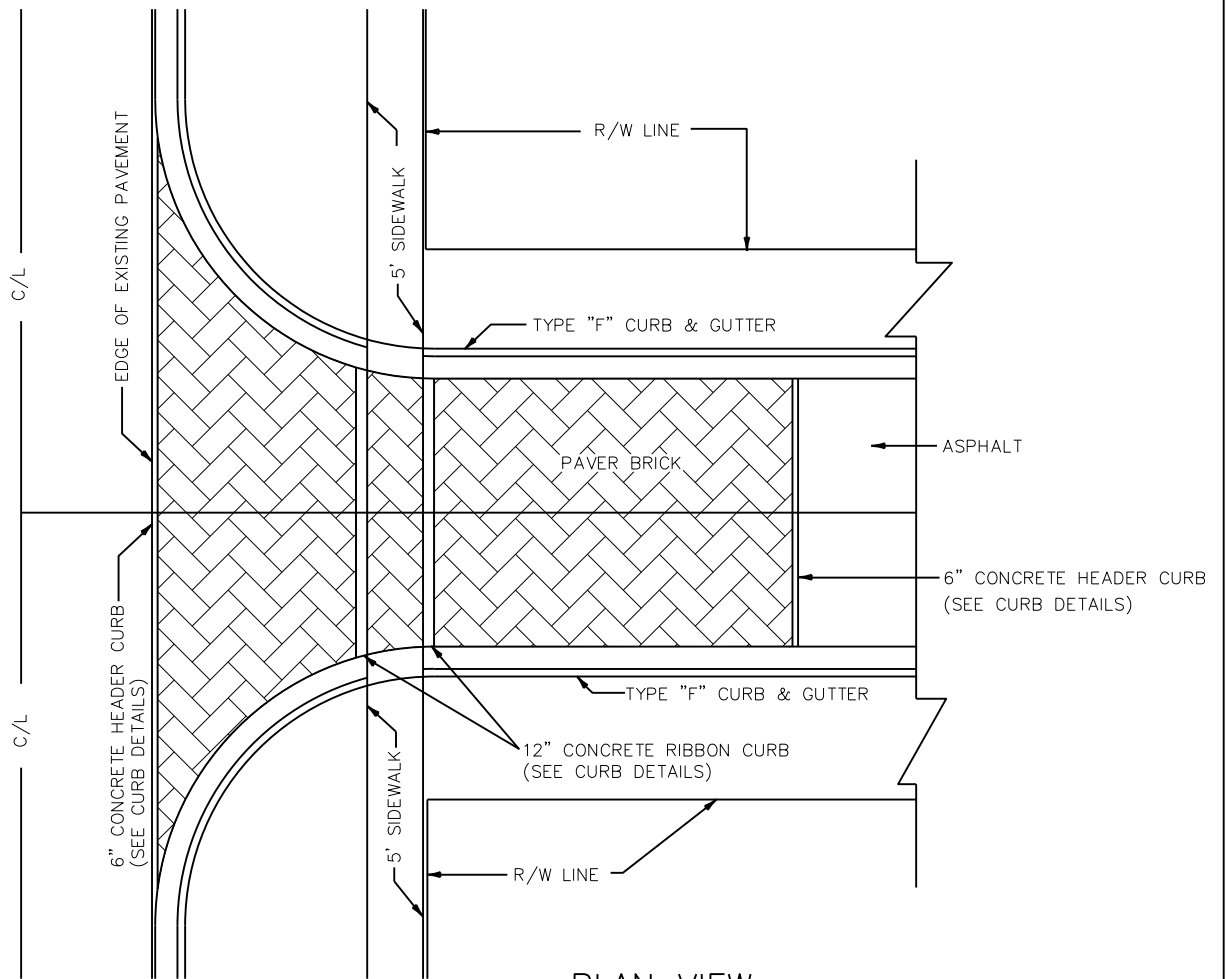 R/W LINE
EDGE OF EXISTING PAVEMENT
5' SIDEWALK
C/L
TYPE "F" CURB & GUTTER
ASPHALT
PAVER BRICK
6" CONCRETE HEADER CURB
(SEE CURB DETAILS)
6" CONCRETE HEADER CURB
(SEE CURB DETAILS)
TYPE "F" CURB & GUTTER
C/L
12" CONCRETE RIBBON CURB
(SEE CURB DETAILS)
5' SIDEWALK
R/W LINE
PLAN VIEW